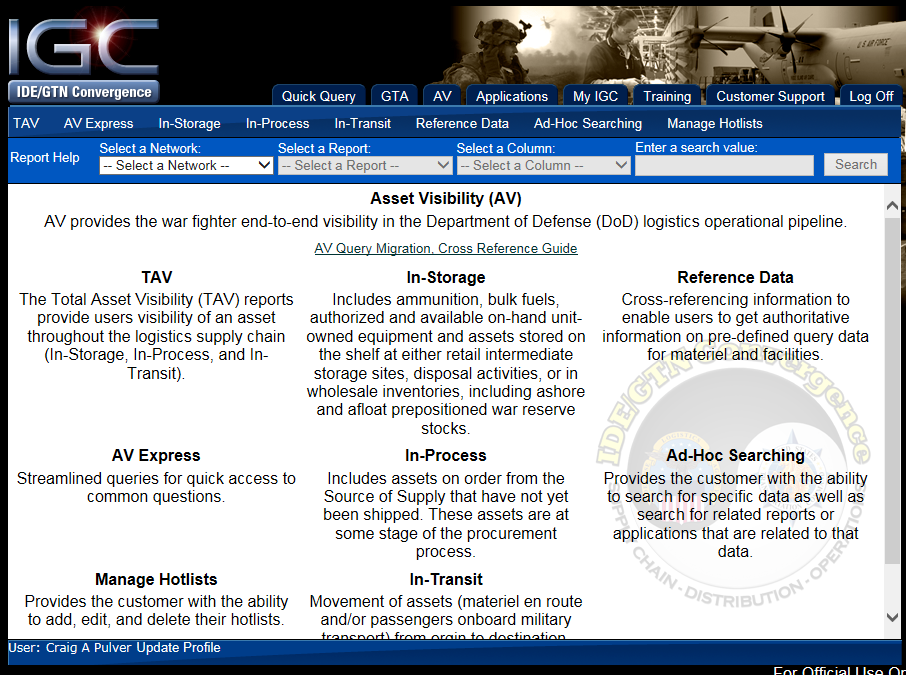 IGC
IDE/GTN Convergence
U.S. AIR FORCE
Quick Query
GTA
AV
Applications
My IGC
Training
Customer Support
Log Off
TAV
AV Express
In-Storage
In-Process
In-Transit
Reference Data
Ad-Hoc Searching
Manage Hotlists
Report Help
Select a Network:
-- Select a Network --
Select a Report:
-- Select a Report --
Select a Column:
-- Select a Column --
Enter a search value:
Search
Asset Visibility (AV)
AV provides the war fighter end-to-end visibility in the Department of Defense (DoD) logistics operational pipeline.
AV Query Migration, Cross Reference Guide
TAV
The Total Asset Visibility (TAV) reports
provide users visibility of an asset
throughout the logistics supply chain
(In-Storage, In-Process, and In-
Transit).
In-Storage
Includes ammunition, bulk fuels,
authorized and available on-hand unit-
owned equipment and assets stored on
the shelf at either retail intermediate
storage sites, disposal activities, or in
wholesale inventories, including ashore
and afloat prepositioned war reserve
stocks.
Reference Data
Cross-referencing information to
enable users to get authoritative
information on pre-defined query data
for materiel and facilities.
AV Express
Streamlined queries for quick access to
common questions.
In-Process
Includes assets on order from the
Source of Supply that have not yet
been shipped. These assets are at
some stage of the procurement
process.
Ad-Hoc Searching
Provides the customer with the ability
to search for specific data as well as
search for related reports or
applications that are related to that
data.
Manage Hotlists
Provides the customer with the ability
to add, edit, and delete their hotlists.
In-Transit
Movement of assets (materiel en route
and/or passengers onboard military
transport) from orgin to destination
IDE/GTN Convergence
SUPPLY CHAIN - DISTRIBUTION - OPERATIONS
User: Craig A Pulver Update Profile
For Official Use Or